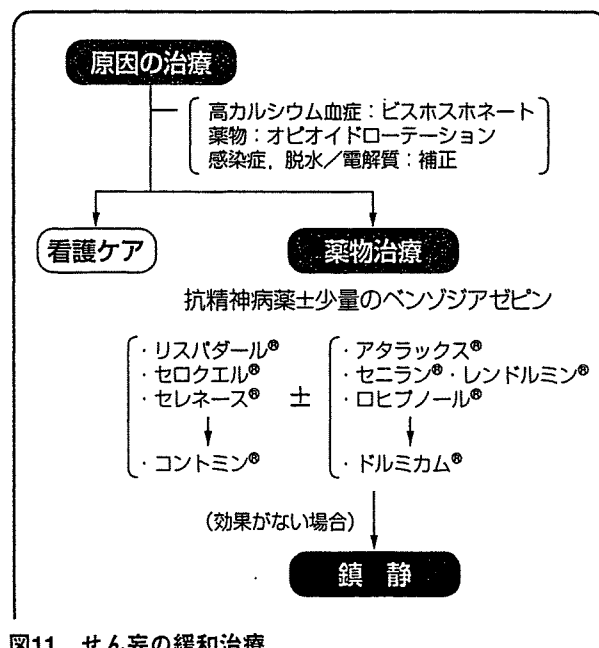 原因の治療
高カルシウム血症：ビスホスホネート
薬物：オピオイドローテーション
感染症，脱水／電解質：補正
看護ケア
薬物治療
抗精神病薬±少量のベンゾジアゼピン
・リスパダール®
・セロクエル®
・セレネース®
・コントミン®
±
・アタラックス®
・セニラン®・レンドルミン®
・ロヒプノール®
・ドルミカム®
（効果がない場合）
鎮 静
図11 せん妄の緩和治療